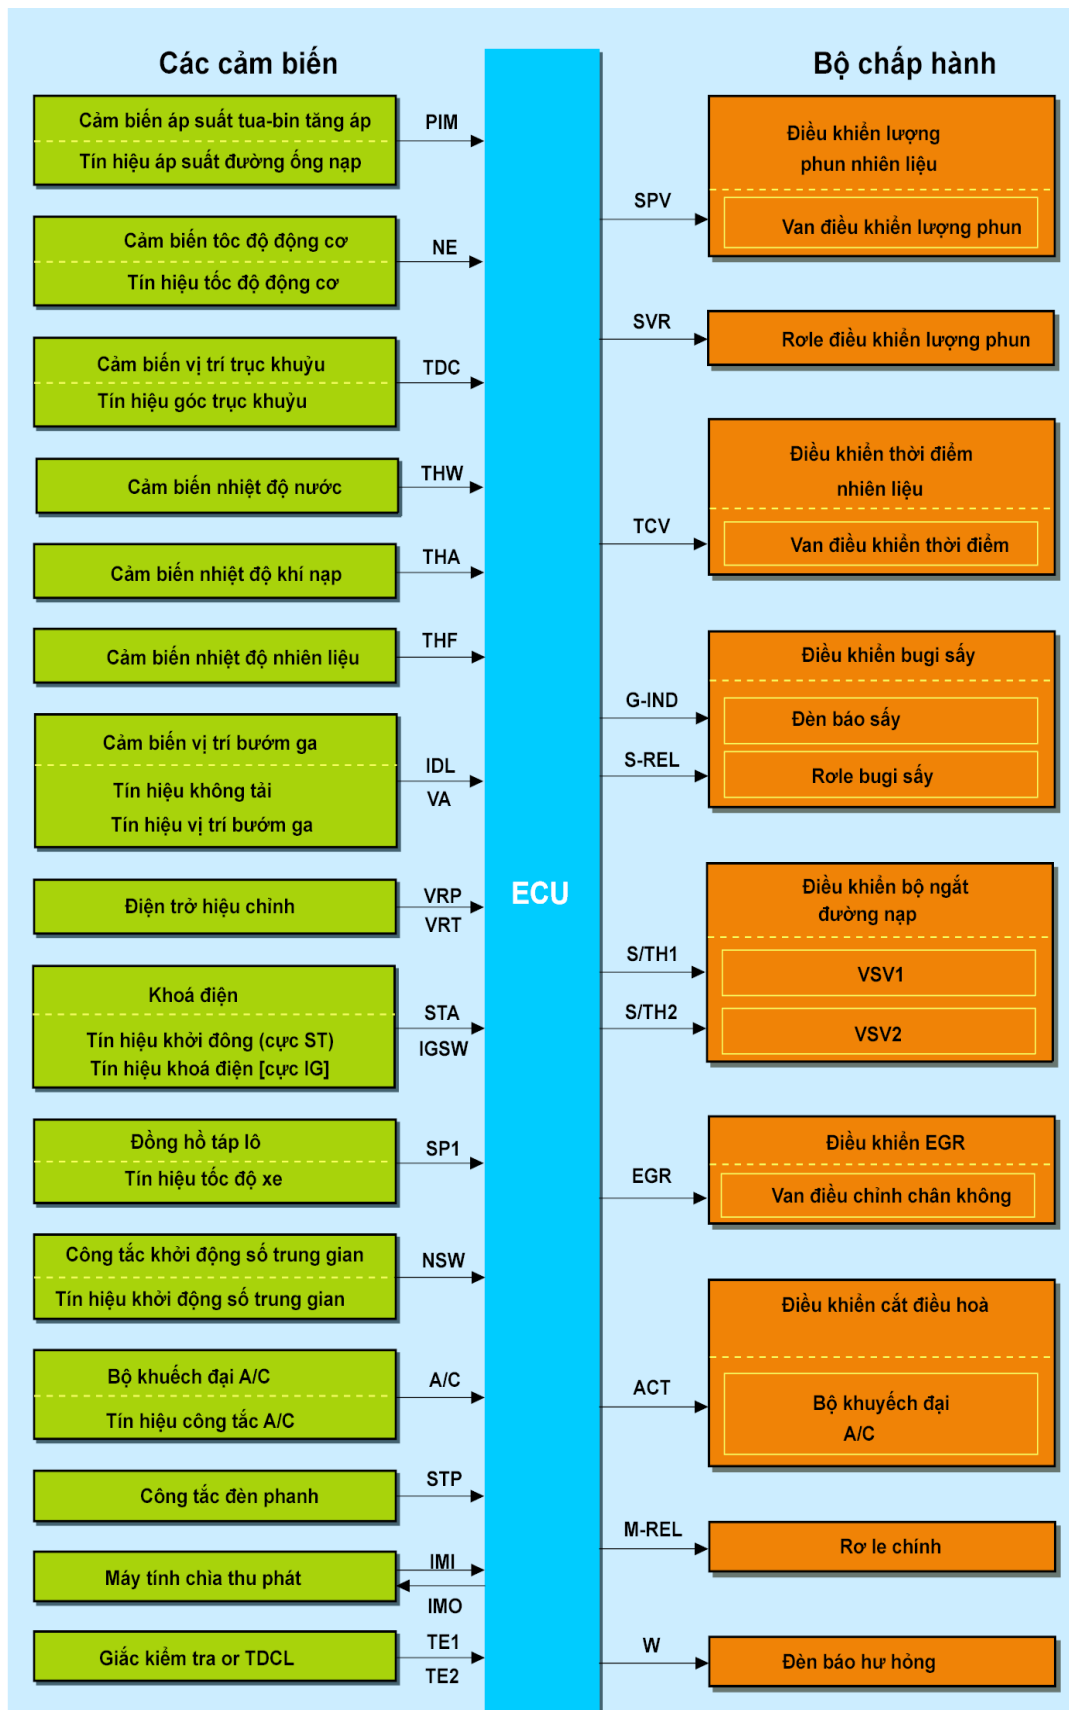 Các cảm biến
Cảm biến áp suất tua-bin tăng áp
Tín hiệu áp suất đường ống nạp
PIM
Cảm biến tôc độ động cơ
Tín hiệu tốc độ động cơ
NE
Cảm biến vị trí trục khuỷu
Tín hiệu góc trục khuỷu
TDC
Cảm biến nhiệt độ nước
THW
Cảm biến nhiệt độ khí nạp
THA
Cảm biến nhiệt độ nhiên liệu
THF
Cảm biến vị trí bướm ga
Tín hiệu không tải
Tín hiệu vị trí bướm ga
IDL
VA
Điện trở hiệu chỉnh
VRP
VRT
Khoá điện
Tín hiệu khởi đông (cực ST)
Tín hiệu khoá điện [cực IG]
STA
IGSW
Đồng hồ táp lô
Tín hiệu tốc độ xe
SP1
Công tắc khởi động số trung gian
Tín hiệu khởi động số trung gian
NSW
Bộ khuếch đại A/C
Tín hiệu công tắc A/C
A/C
Công tắc đèn phanh
STP
Máy tính chìa thu phát
IMI
IMO
Giắc kiểm tra or TDCL
TE1
TE2
ECU
Bộ chấp hành
SPV
Điều khiển lượng
phun nhiên liệu
Van điều khiển lượng phun
SVR
Rơle điều khiển lượng phun
TCV
Điều khiển thời điểm
nhiên liệu
Van điều khiển thời điểm
Điều khiển bugi sấy
G-IND
Đèn báo sấy
S-REL
Rơle bugi sấy
Điều khiển bộ ngắt
đường nạp
S/TH1
VSV1
S/TH2
VSV2
Điều khiển EGR
EGR
Van điều chỉnh chân không
Điều khiển cắt điều hoà
ACT
Bộ khuyếch đại
A/C
M-REL
Rơ le chính
W
Đèn báo hư hỏng